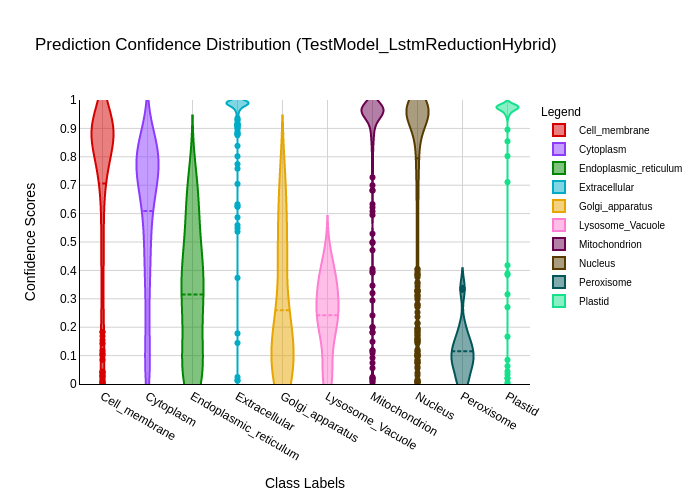 Prediction Confidence Distribution (TestModel_LstmReductionHybrid)
Confidence Scores
1
0.9
0.8
0.7
0.6
0.5
0.4
0.3
0.2
0.1
0
Cell_membrane
Cytoplasm
Endoplasmic_reticulum
Extracellular
Golgi_apparatus
Lysosome_Vacuole
Mitochondrion
Nucleus
Peroxisome
Plastid
Class Labels
Legend
Cell_membrane
Cytoplasm
Endoplasmic_reticulum
Extracellular
Golgi_apparatus
Lysosome_Vacuole
Mitochondrion
Nucleus
Peroxisome
Plastid